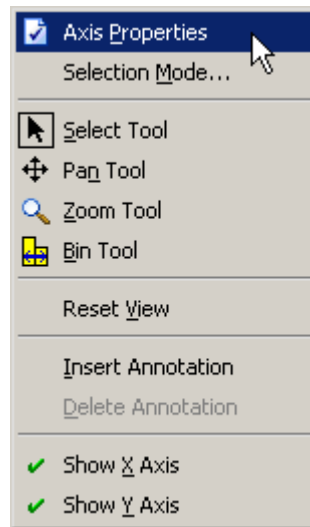 Axis Properties
Selection Mode...
Select Tool
Pan Tool
Zoom Tool
Bin Tool
Reset View
Insert Annotation
Delete Annotation
Show X Axis
Show Y Axis